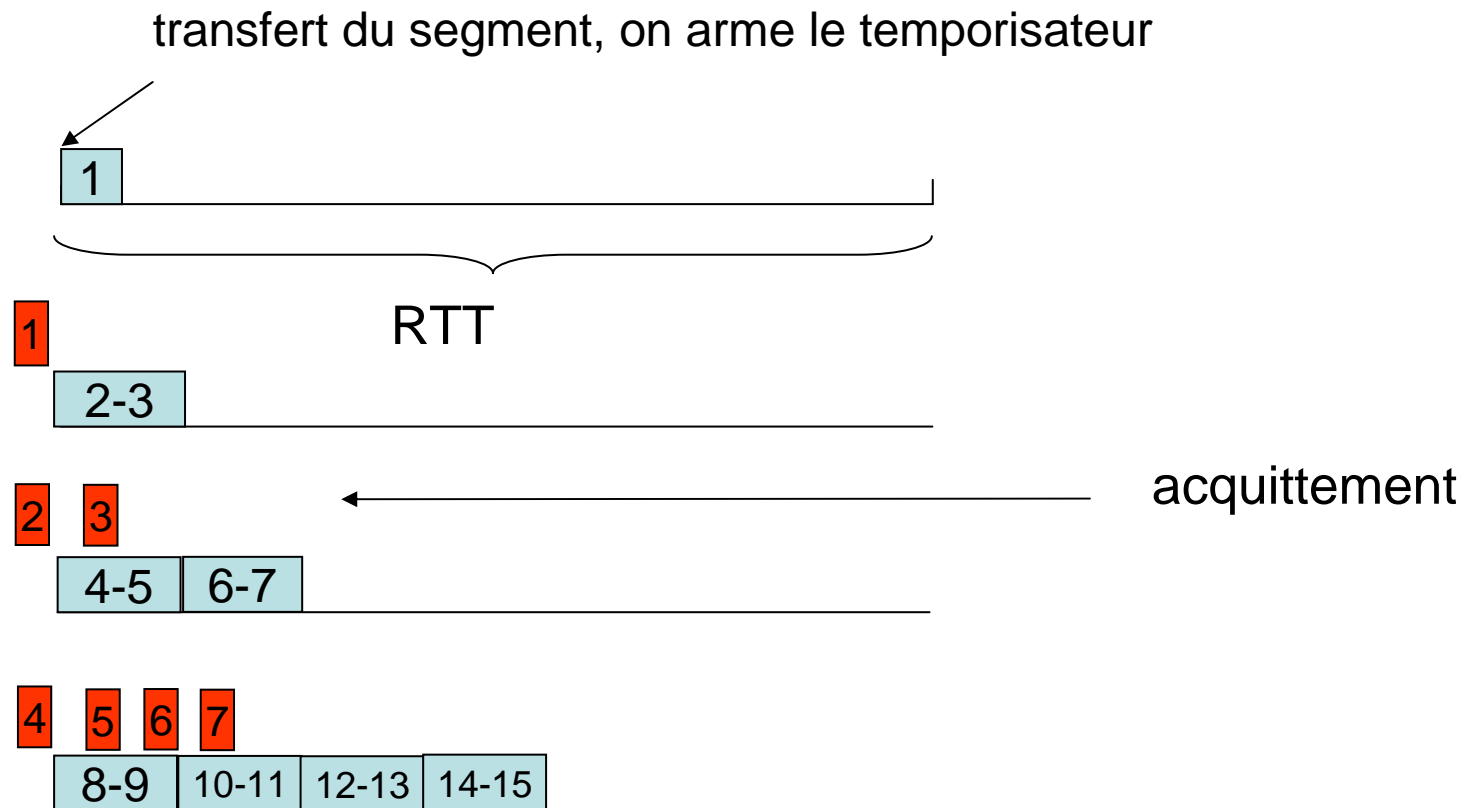 transfert du segment, on arme le temporisateur
1
RTT
1
2-3
acquittement
2 3
4-5 6-7
4 5 6 7
8-9 10-11 12-13 14-15